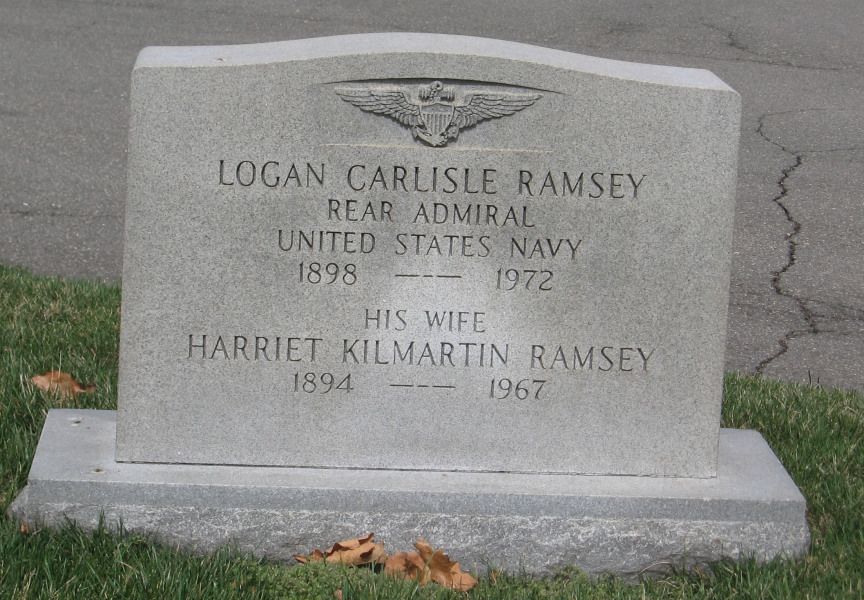 LOGAN CARLISLE RAMSEY
REAR ADMIRAL
UNITED STATES NAVY
1898 —-— 1972
HIS WIFE
HARRIET KILMARTIN RAMSEY
1894 —-— 1967